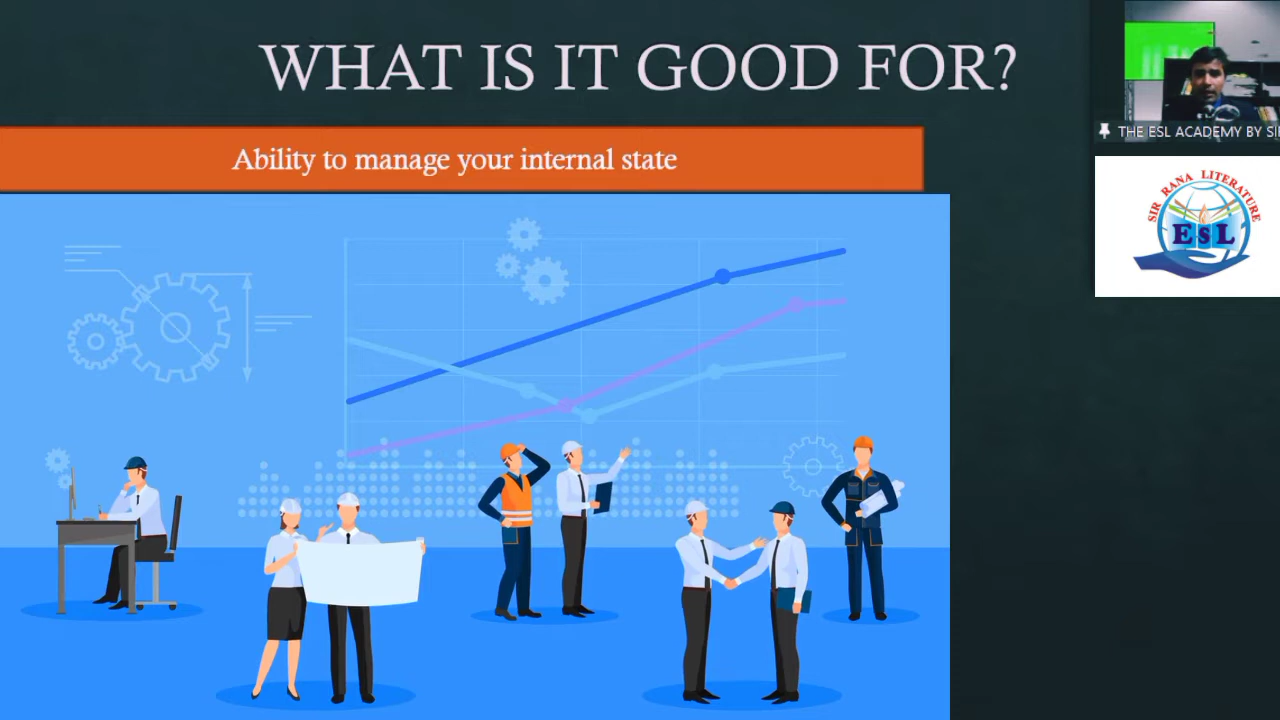 WHAT IS IT GOOD FOR?
Ability to manage your internal state
THE ESL ACADEMY BY
SIR RANA LITERATURE
ESL